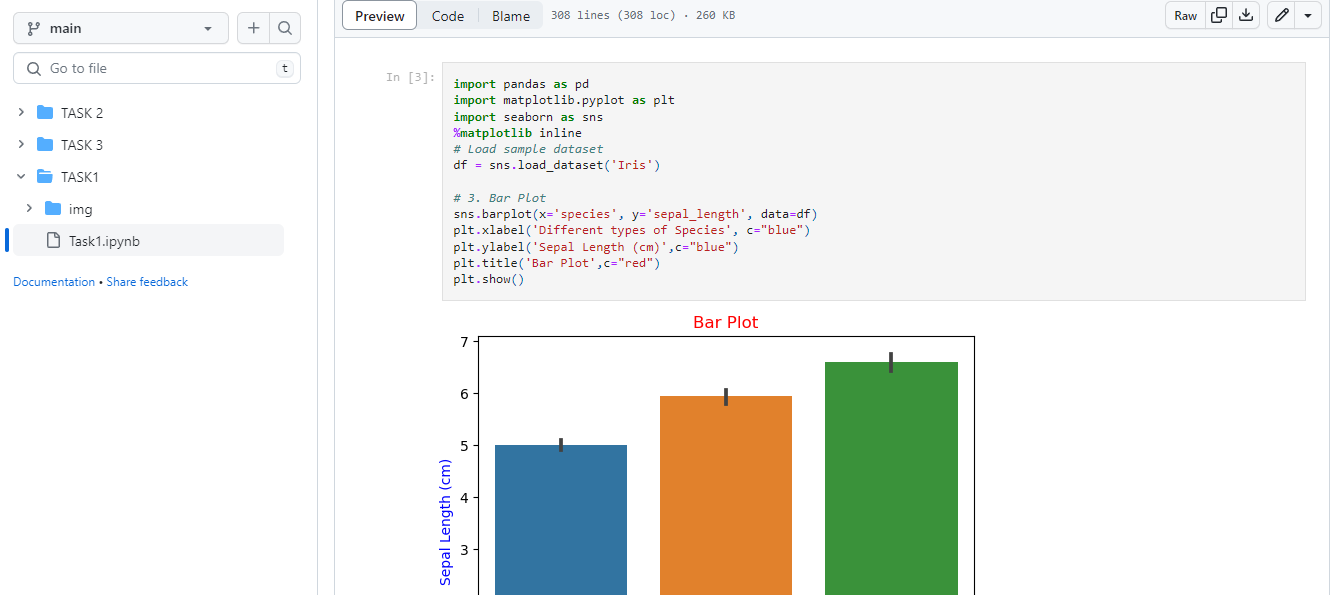 main
Go to file
t
TASK 2
TASK 3
TASK1
img
Task1.ipynb
Documentation • Share feedback
Preview Code Blame 308 lines (308 loc) · 260 KB
Raw
In [3]:
import pandas as pd
import matplotlib.pyplot as plt
import seaborn as sns
%matplotlib inline
# Load sample dataset
df = sns.load_dataset('Iris')
# 3. Bar Plot
sns.barplot(x='species', y='sepal_length', data=df)
plt.xlabel('Different types of Species', c="blue")
plt.ylabel('Sepal Length (cm)',c="blue")
plt.title('Bar Plot',c="red")
plt.show()
Bar Plot
7
6
5
4
3
Sepal Length (cm)